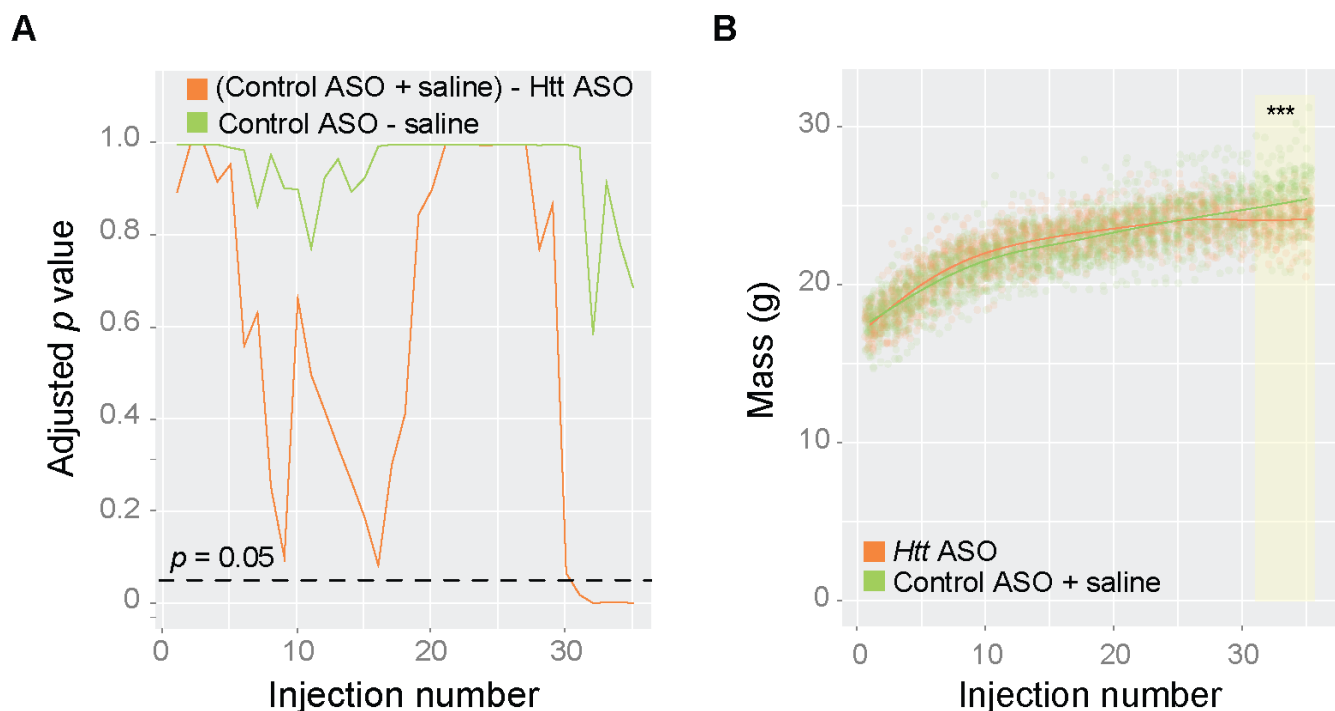 A
(Control ASO + saline) - Htt ASO
Control ASO - saline
1.0
0.8
0.6
0.4
0.2
0
p = 0.05
Adjusted p value
0
10
20
30
Injection number
B
***
30
20
10
0
Mass (g)
Htt ASO
Control ASO + saline
0
10
20
30
Injection number